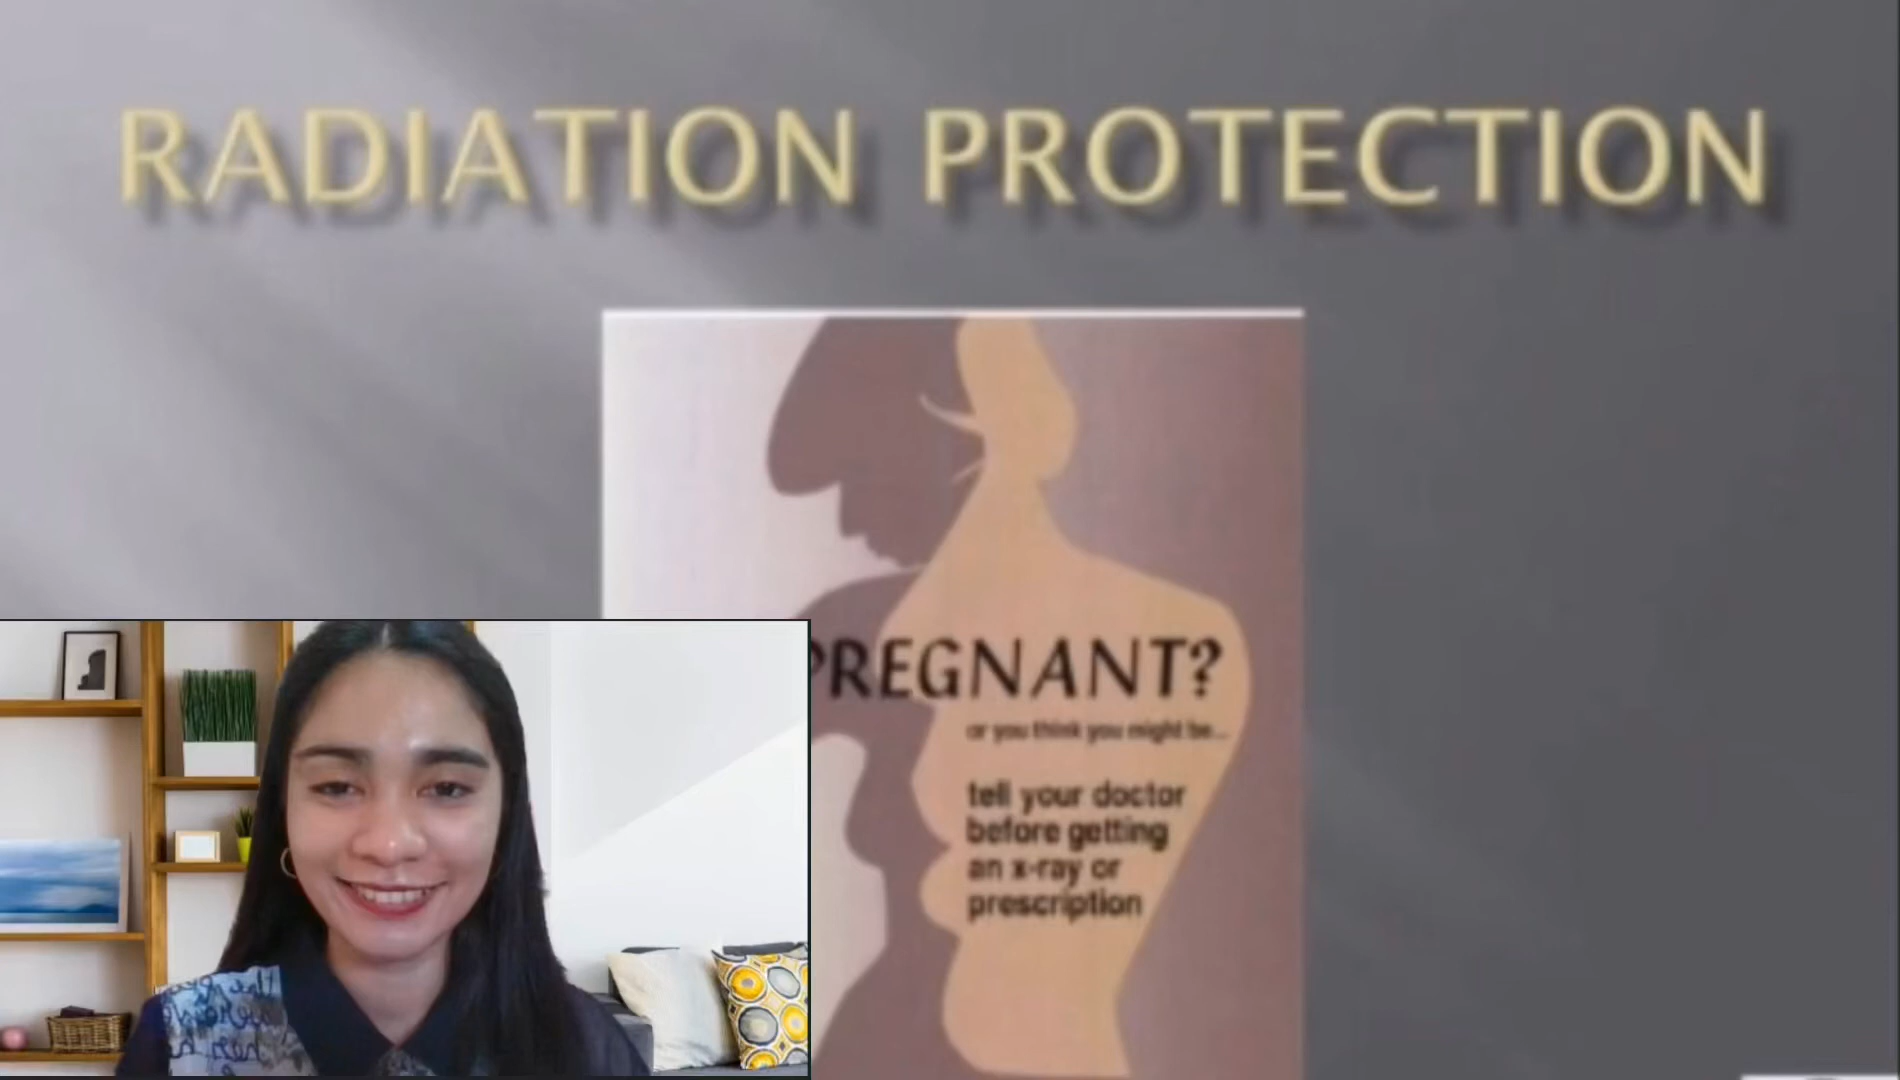 RADIATION PROTECTION
PREGNANT?
or you think you might be...
tell your doctor
before getting
an x-ray or
prescription